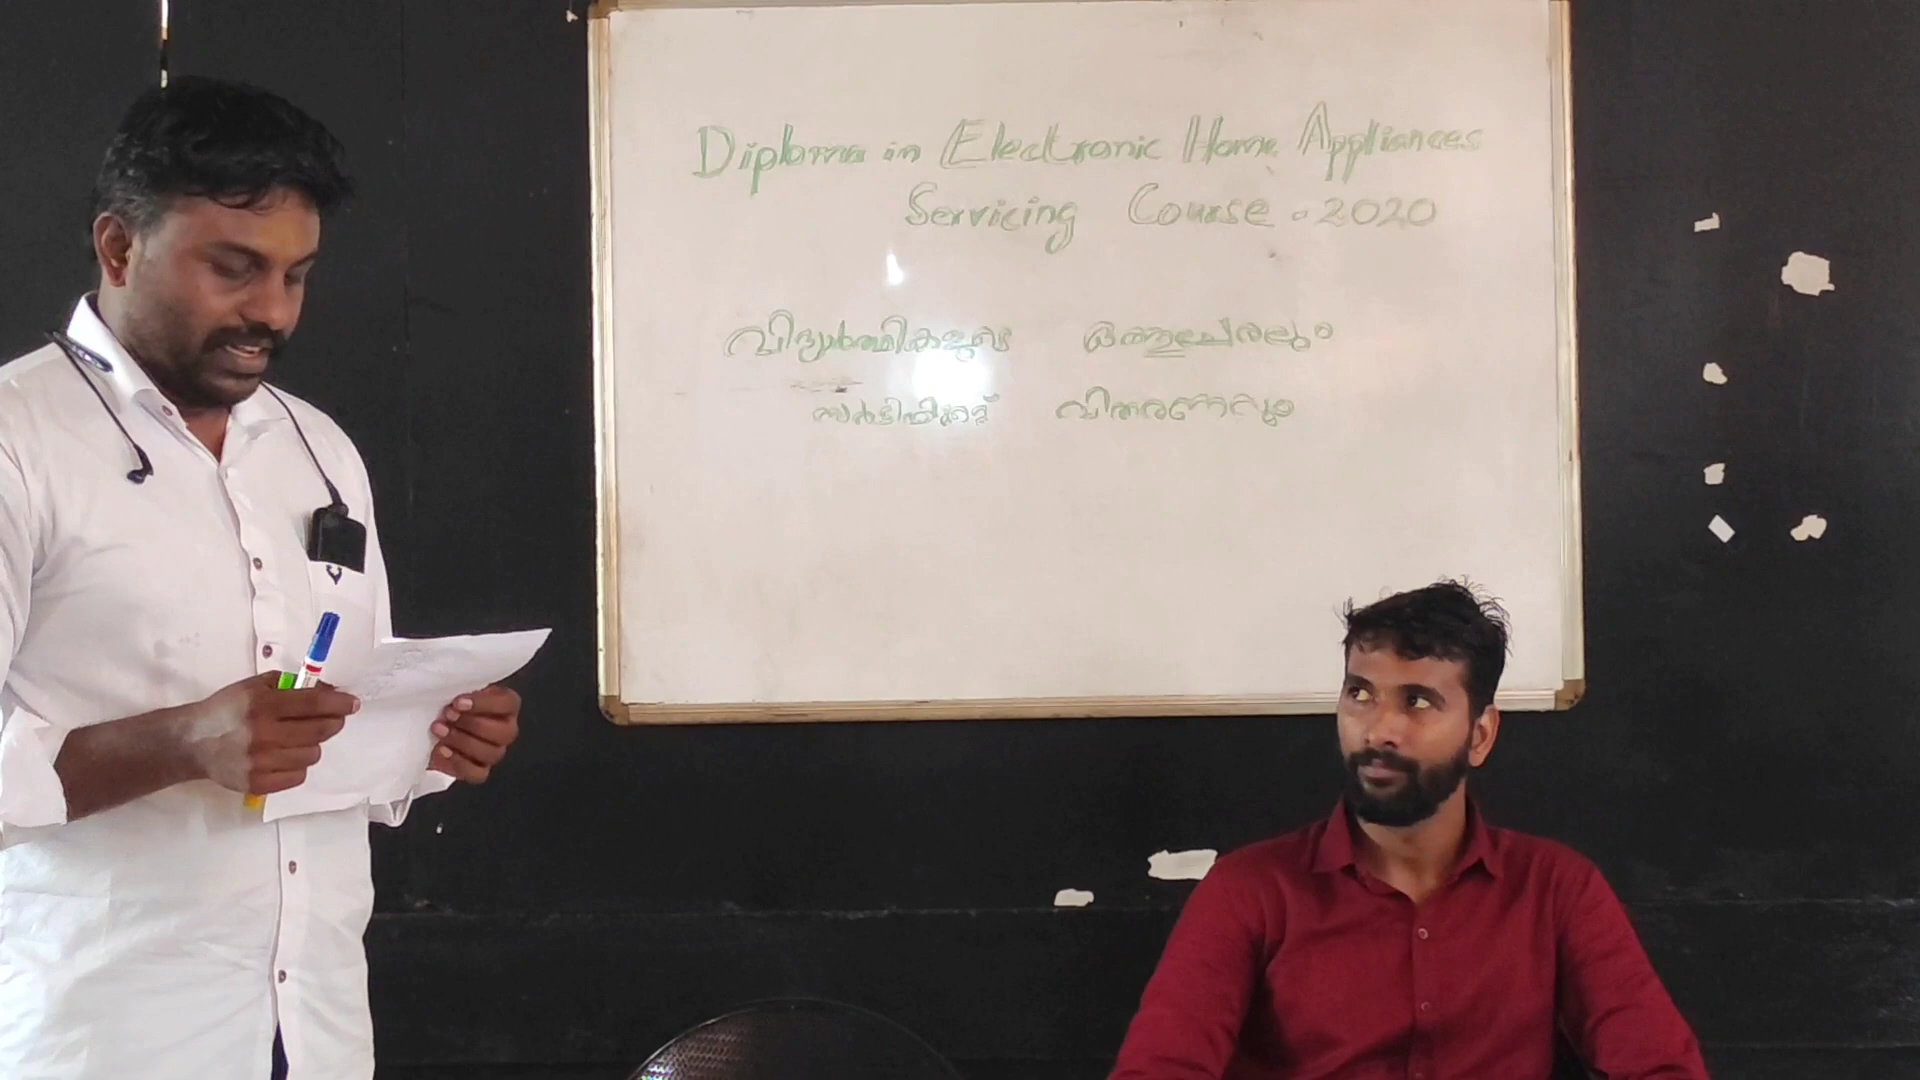 Diploma in Electronic Home Appliances
Servicing Course . 2020
വിദ്യാർത്ഥികളുടെ ഒത്തുചേരലും
സർട്ടിഫിക്കറ്റ് വിതരണവും